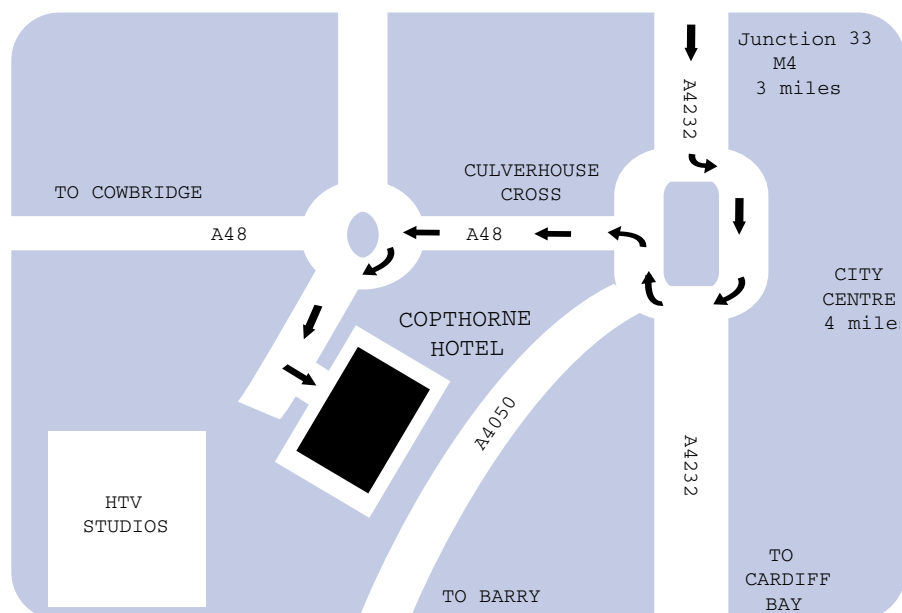 Junction 33
M4
3 miles
A4232
CULVERHOUSE
CROSS
TO COWBRIDGE
A48
A48
CITY
CENTRE
4 miles
COPTHORNE
HOTEL
A4050
A4232
HTV
STUDIOS
TO BARRY
TO
CARDIFF
BAY